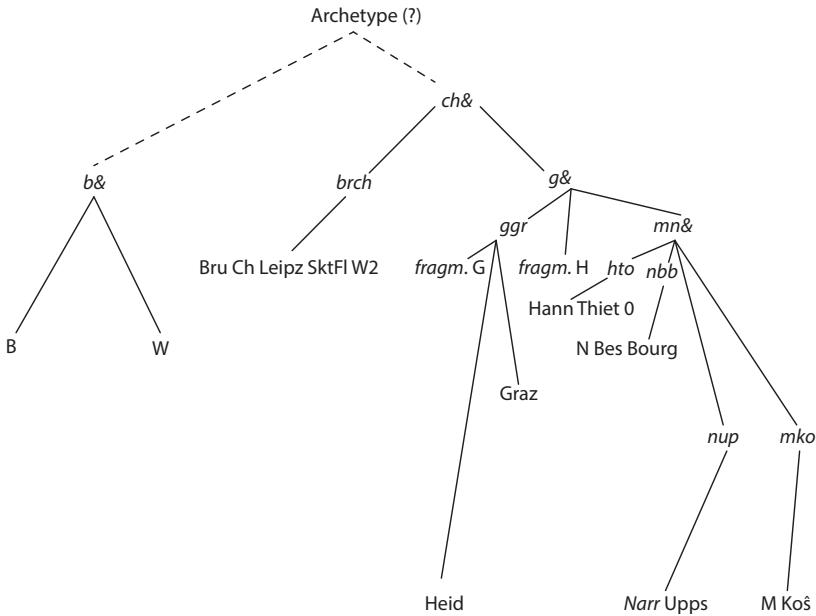 Archetype (?)
ch&
b& brch g&
ggr mn&
Bru Ch Leipz SktFl W2 fragm. G fragm. H hto nbb
Hann Thiet 0
B W N Bes Bourg
Graz
nup mko
Heid Narr Upps M Koŝ